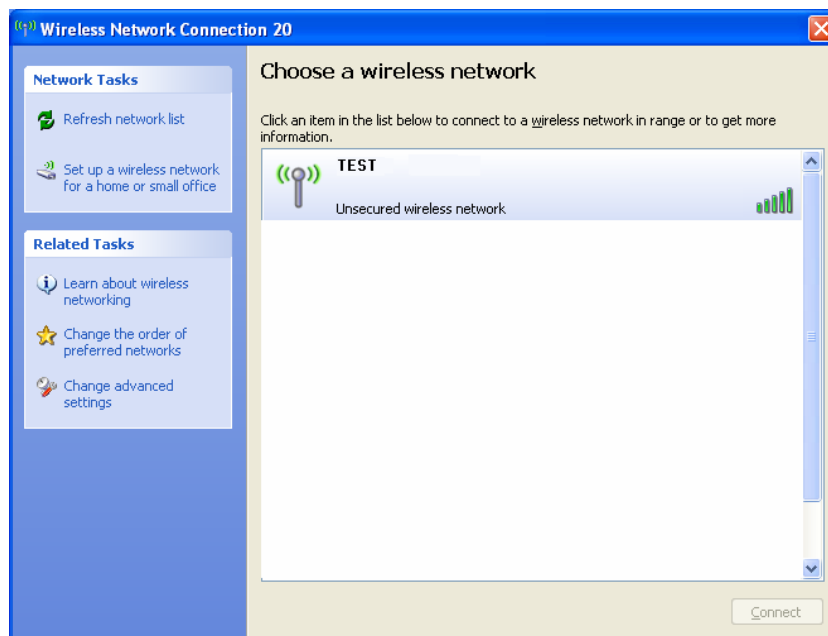 Wireless Network Connection 20
Network Tasks
Refresh network list
Set up a wireless network
for a home or small office
Related Tasks
Learn about wireless
networking
Change the order of
preferred networks
Change advanced
settings
Choose a wireless network
Click an item in the list below to connect to a wireless network in range or to get more
information.
TEST
Unsecured wireless network
Connect